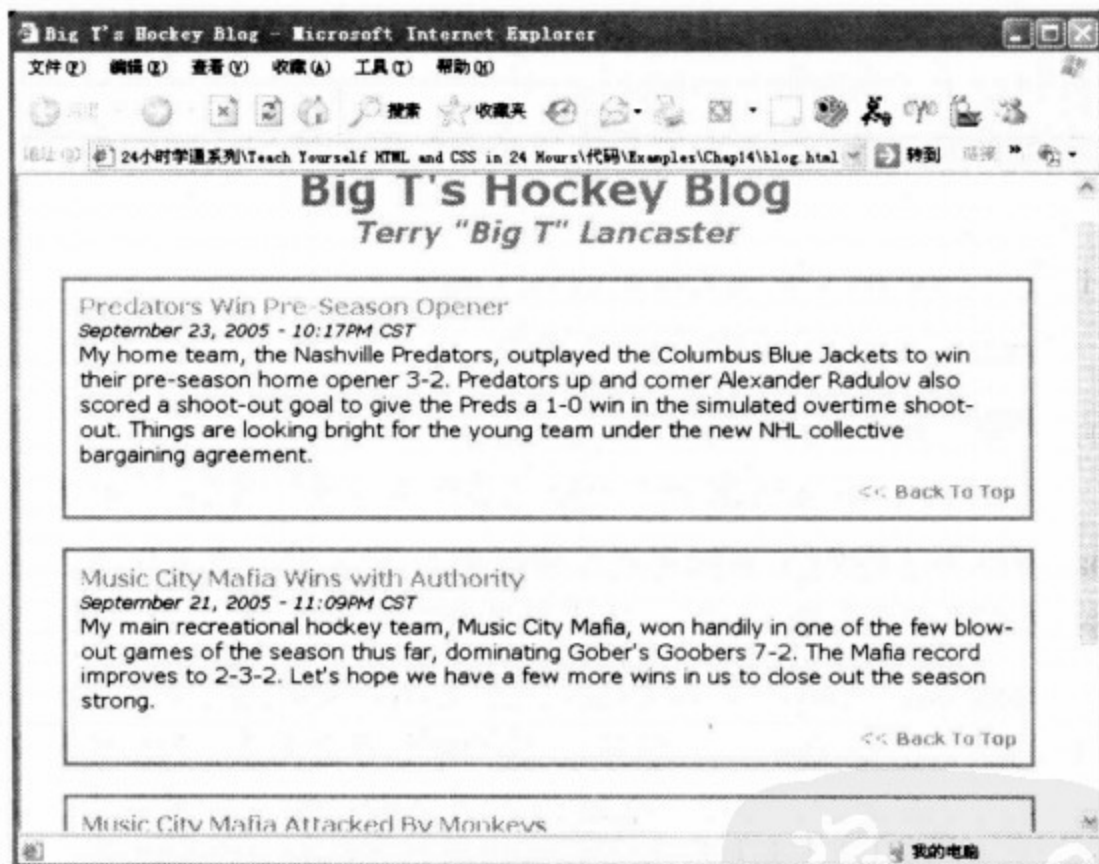 Big T's Hockey Blog - Microsoft Internet Explorer
文件(F) 编辑(E) 查看(V) 收藏(A) 工具(T) 帮助(H)
搜索 收藏夹
地址(D) 24小时学通系列\Teach Yourself HTML and CSS in 24 Hours\代码\Examples\Chap14\blog.html 转到 链接 »
Big T's Hockey Blog
Terry "Big T" Lancaster
Predators Win Pre-Season Opener
September 23, 2005 - 10:17PM CST
My home team, the Nashville Predators, outplayed the Columbus Blue Jackets to win
their pre-season home opener 3-2. Predators up and comer Alexander Radulov also
scored a shoot-out goal to give the Preds a 1-0 win in the simulated overtime shoot-
out. Things are looking bright for the young team under the new NHL collective
bargaining agreement.
<< Back To Top
Music City Mafia Wins with Authority
September 21, 2005 - 11:09PM CST
My main recreational hockey team, Music City Mafia, won handily in one of the few blow-
out games of the season thus far, dominating Gober's Goobers 7-2. The Mafia record
improves to 2-3-2. Let's hope we have a few more wins in us to close out the season
strong.
<< Back To Top
Music City Mafia Attacked By Monkeys
我的电脑